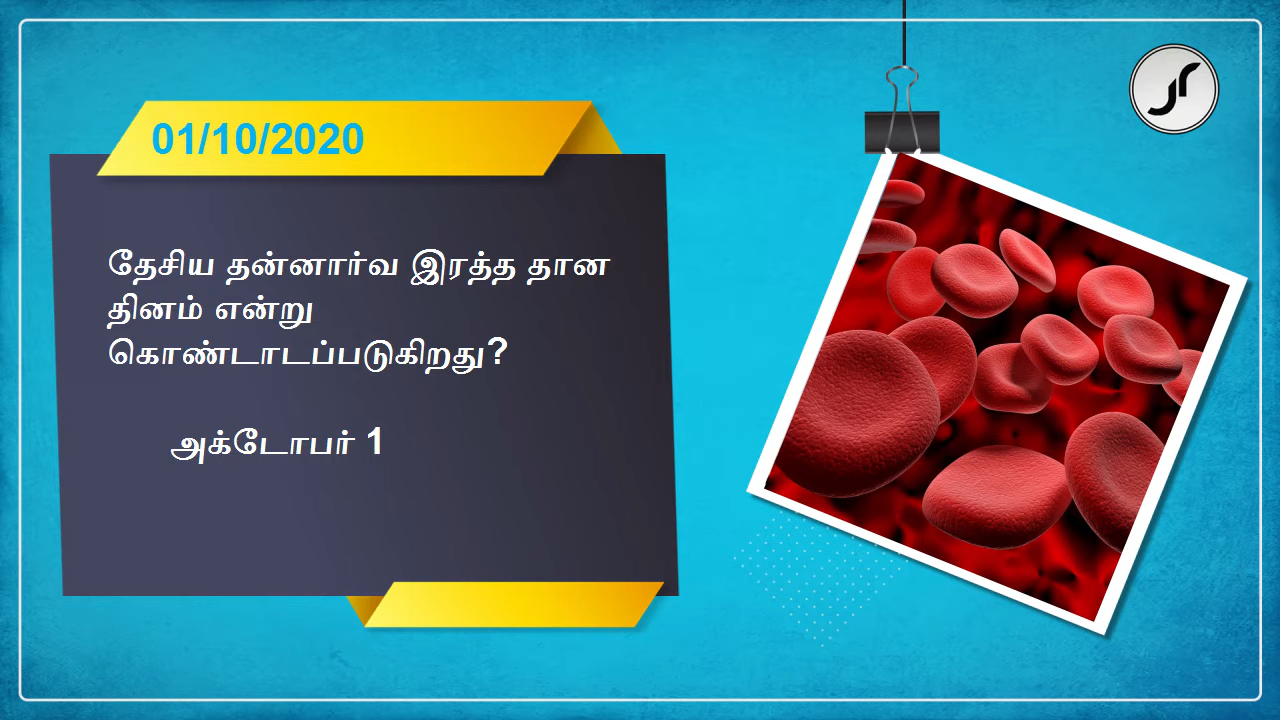 01/10/2020
தேசிய தன்னார்வ இரத்த தான
தினம் என்று
கொண்டாடப்படுகிறது?
அக்டோபர் 1